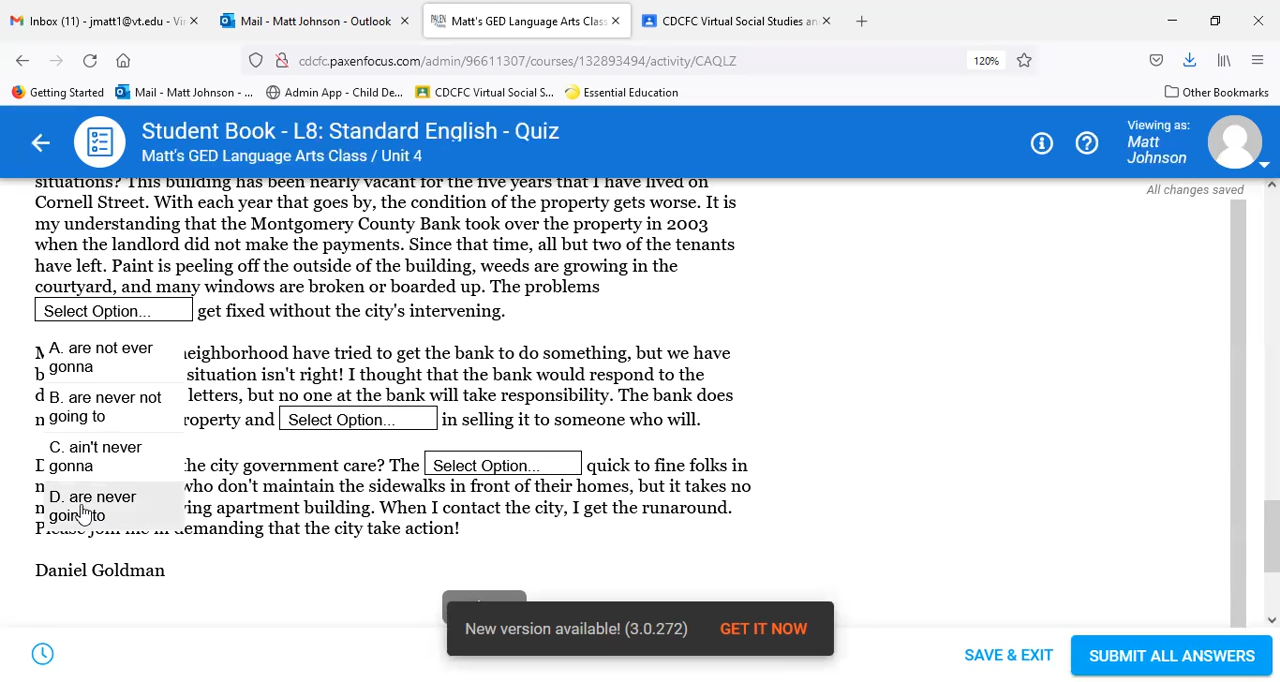 Inbox (11) - jmatt1@vt.edu - Vir
Mail - Matt Johnson - Outlook
PAXEN
Matt's GED Language Arts Class
CDCFC Virtual Social Studies an
cdcfc.paxenfocus.com/admin/96611307/courses/132893494/activity/CAQLZ
120%
Getting Started
Mail - Matt Johnson - ...
Admin App - Child De...
CDCFC Virtual Social S...
Essential Education
Other Bookmarks
Student Book - L8: Standard English - Quiz
Matt's GED Language Arts Class / Unit 4
Viewing as:
Matt
Johnson
All changes saved
situations? This building has been nearly vacant for the five years that I have lived on
Cornell Street. With each year that goes by, the condition of the property gets worse. It is
my understanding that the Montgomery County Bank took over the property in 2003
when the landlord did not make the payments. Since that time, all but two of the tenants
have left. Paint is peeling off the outside of the building, weeds are growing in the
courtyard, and many windows are broken or boarded up. The problems
Select Option... get fixed without the city's intervening.
A. are not ever
gonna
B. are never not
going to
C. ain't never
gonna
D. are never
going to
neighborhood have tried to get the bank to do something, but we have
situation isn't right! I thought that the bank would respond to the
letters, but no one at the bank will take responsibility. The bank does
property and Select Option... in selling it to someone who will.
the city government care? The Select Option... quick to fine folks in
who don't maintain the sidewalks in front of their homes, but it takes no
apartment building. When I contact the city, I get the runaround.
Please join me in demanding that the city take action!
Daniel Goldman
New version available! (3.0.272)
GET IT NOW
SAVE & EXIT
SUBMIT ALL ANSWERS